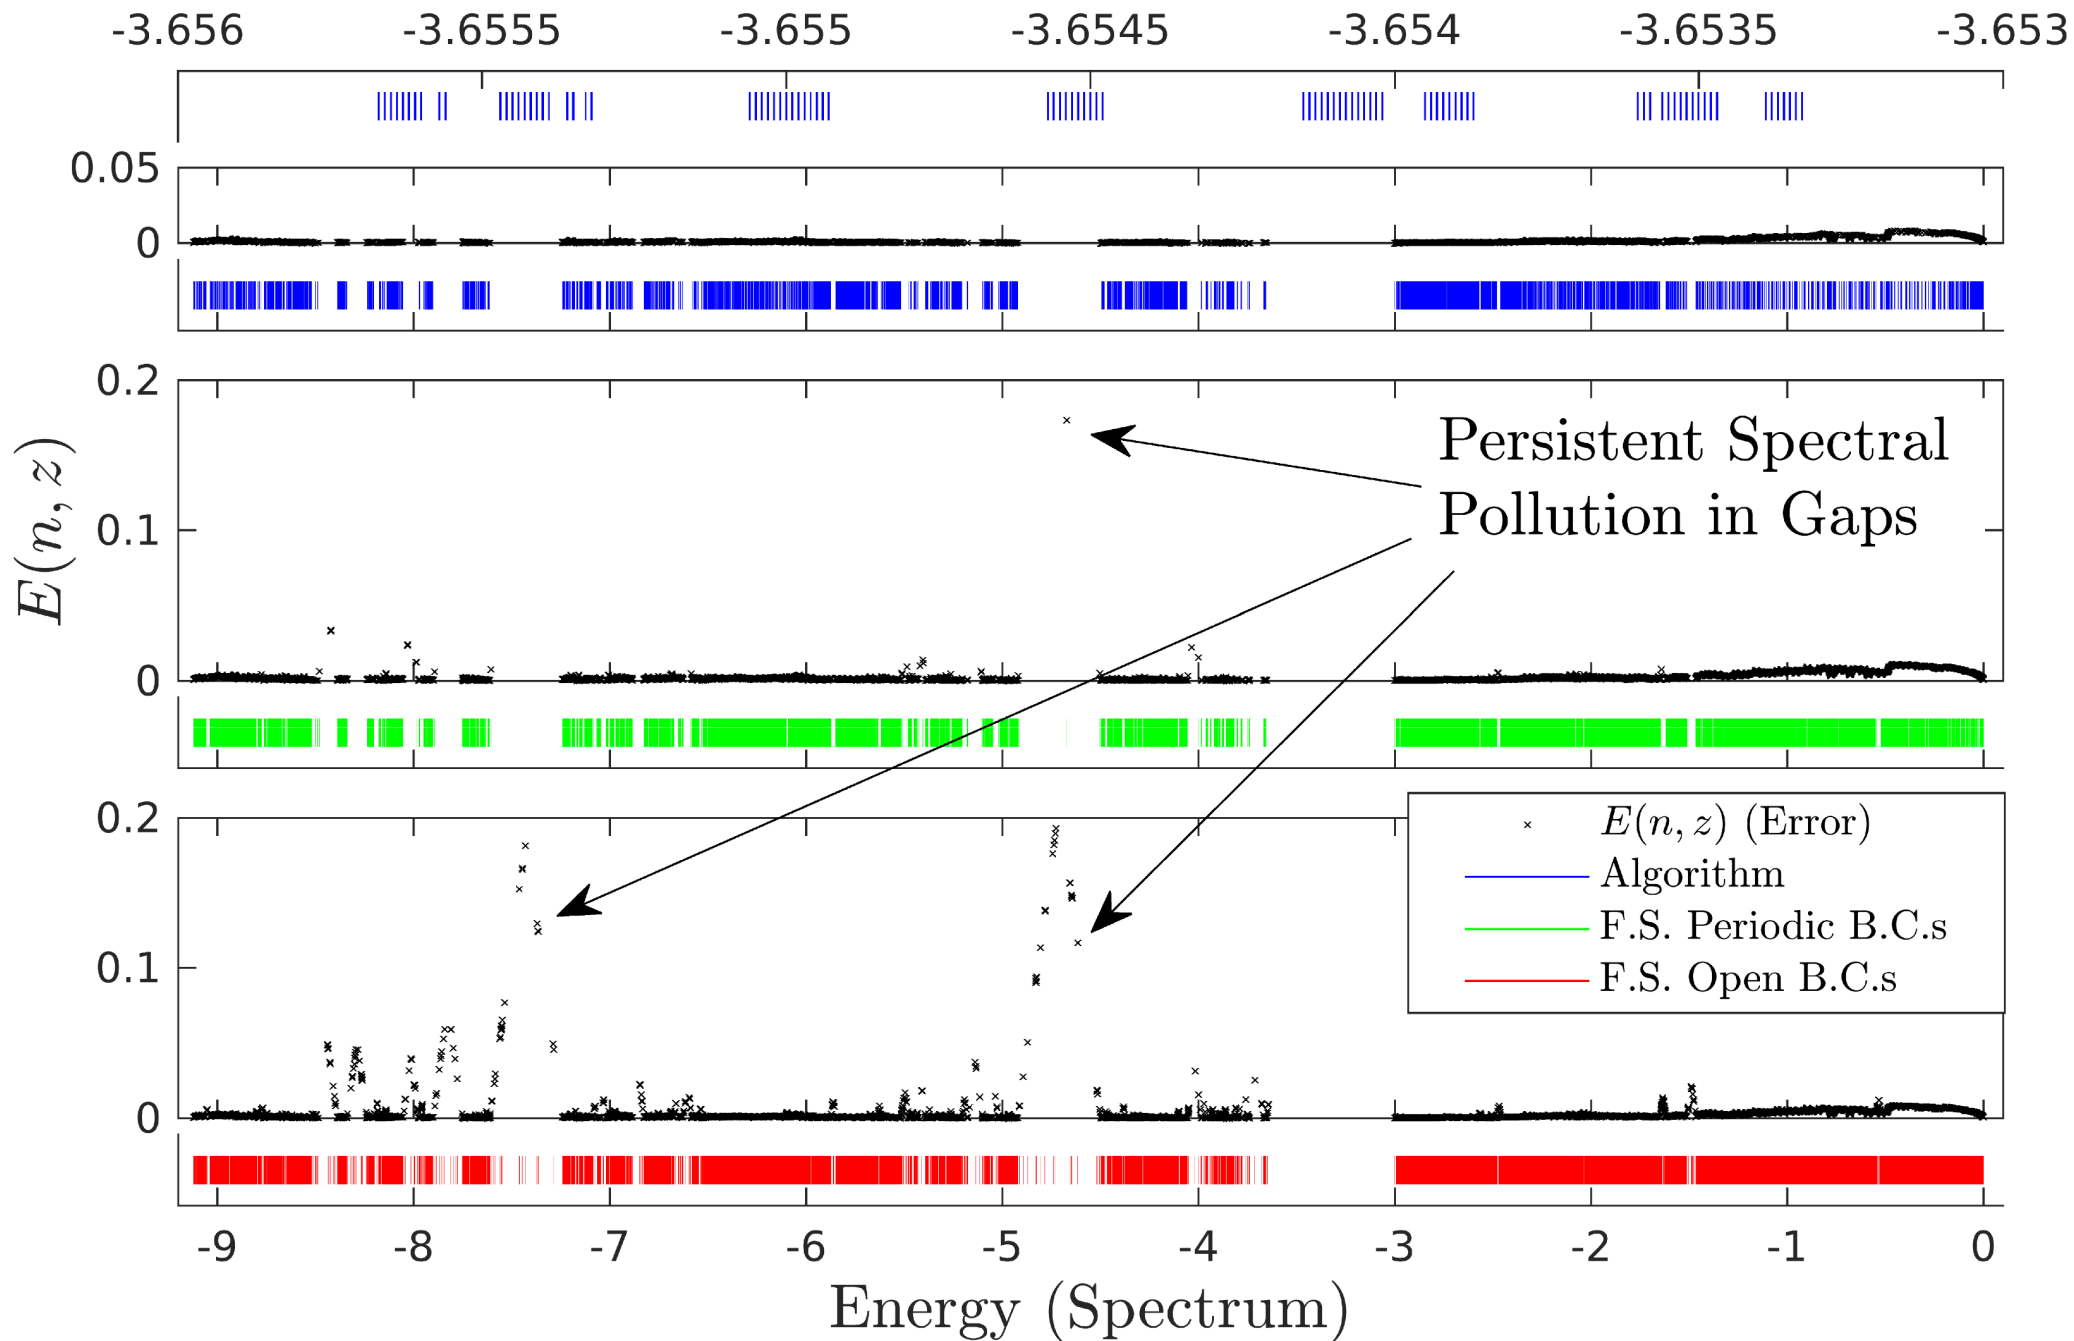 -3.656 -3.6555 -3.655 -3.6545 -3.654 -3.6535 -3.653
0.05
0
0.2
Persistent Spectral
Pollution in Gaps
0.1
0
E(n, z)
0.2
E(n, z) (Error)
Algorithm
F.S. Periodic B.C.s
F.S. Open B.C.s
0.1
0
-9 -8 -7 -6 -5 -4 -3 -2 -1 0
Energy (Spectrum)